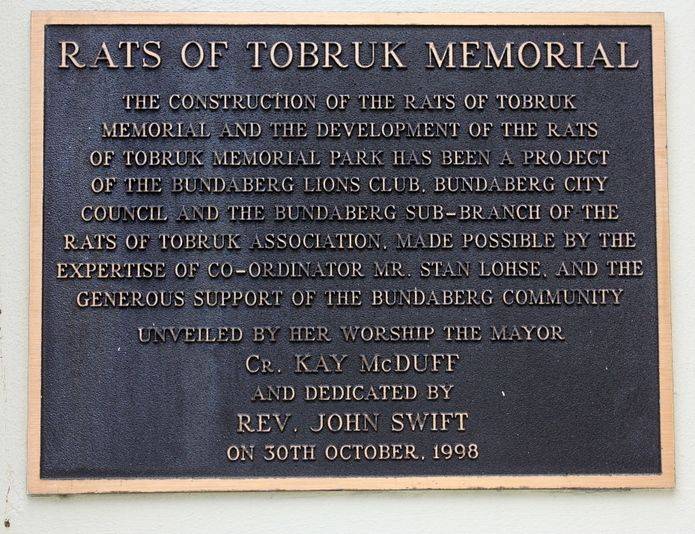 RATS OF TOBRUK MEMORIAL
THE CONSTRUCTION OF THE RATS OF TOBRUK
MEMORIAL AND THE DEVELOPMENT OF THE RATS
OF TOBRUK MEMORIAL PARK HAS BEEN A PROJECT
OF THE BUNDABERG LIONS CLUB, BUNDABERG CITY
COUNCIL AND THE BUNDABERG SUB-BRANCH OF THE
RATS OF TOBRUK ASSOCIATION, MADE POSSIBLE BY THE
EXPERTISE OF CO-ORDINATOR MR. STAN LOHSE, AND THE
GENEROUS SUPPORT OF THE BUNDABERG COMMUNITY
UNVEILED BY HER WORSHIP THE MAYOR
CR. KAY McDUFF
AND DEDICATED BY
REV. JOHN SWIFT
ON 30TH OCTOBER, 1998